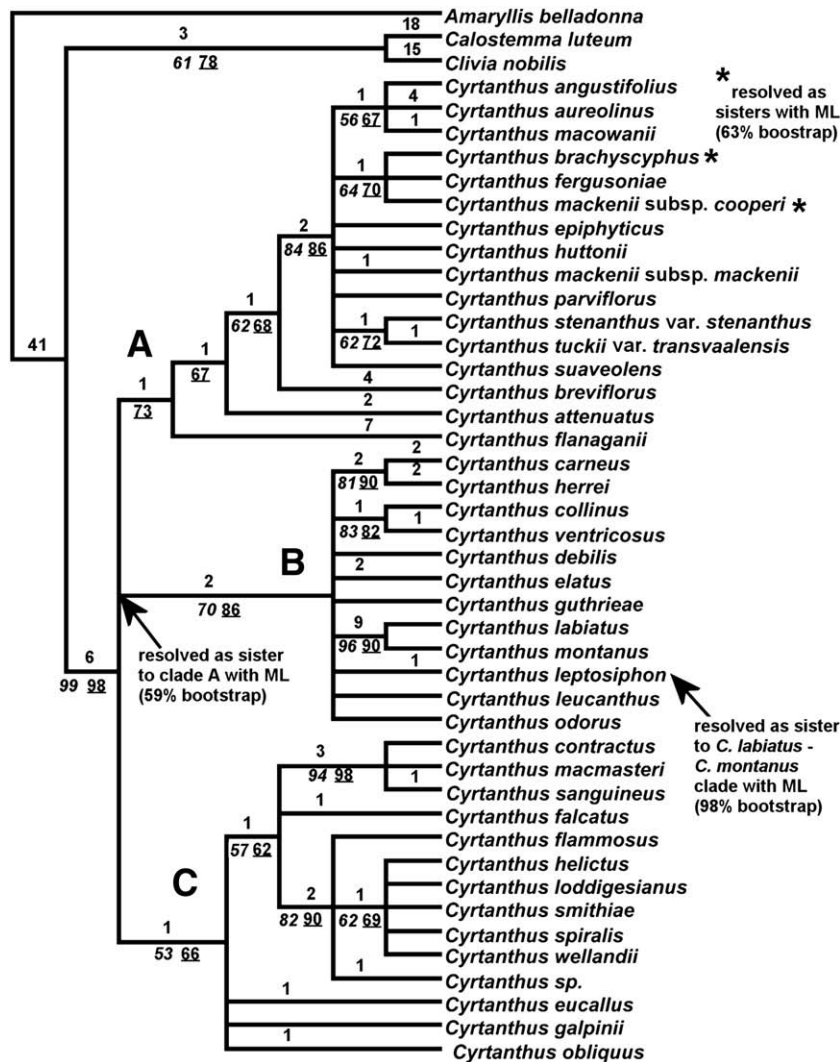 Amaryllis belladonna
18
3
Calostemma luteum
15
61 78
Clivia nobilis
Cyrtanthus angustifolius
1
4
Cyrtanthus aureolinus
56 67
1
Cyrtanthus macowanii
* resolved as
sisters with ML
(63% boostrap)
Cyrtanthus brachyscyphus *
1
Cyrtanthus fergusoniae
64 70
Cyrtanthus mackenii subsp. cooperi *
2
Cyrtanthus epiphyticus
84 86
Cyrtanthus huttonii
1
Cyrtanthus mackenii subsp. mackenii
Cyrtanthus parviflorus
1
62 68
1
Cyrtanthus stenanthus var. stenanthus
1
62 72
Cyrtanthus tuckii var. transvaalensis
41
A
1
67
Cyrtanthus suaveolens
4
Cyrtanthus breviflorus
1
73
2
Cyrtanthus attenuatus
7
Cyrtanthus flanaganii
2
2
Cyrtanthus carneus
2
81 90
Cyrtanthus herrei
1
Cyrtanthus collinus
1
83 82
Cyrtanthus ventricosus
B
Cyrtanthus debilis
2
2
Cyrtanthus elatus
70 86
Cyrtanthus guthrieae
9
Cyrtanthus labiatus
96 90
Cyrtanthus montanus
1
Cyrtanthus leptosiphon
Cyrtanthus leucanthus
Cyrtanthus odorus
resolved as sister
to clade A with ML
(59% bootstrap)
6
99 98
resolved as sister
to C. labiatus -
C. montanus
clade with ML
(98% bootstrap)
3
Cyrtanthus contractus
94 98
Cyrtanthus macmasteri
1
Cyrtanthus sanguineus
1
Cyrtanthus falcatus
1
57 62
Cyrtanthus flammosus
C
Cyrtanthus helictus
2
82 90
1
62 69
Cyrtanthus loddigesianus
Cyrtanthus smithiae
Cyrtanthus spiralis
1
53 66
Cyrtanthus wellandii
1
Cyrtanthus sp.
1
Cyrtanthus eucallus
Cyrtanthus galpinii
1
Cyrtanthus obliquus